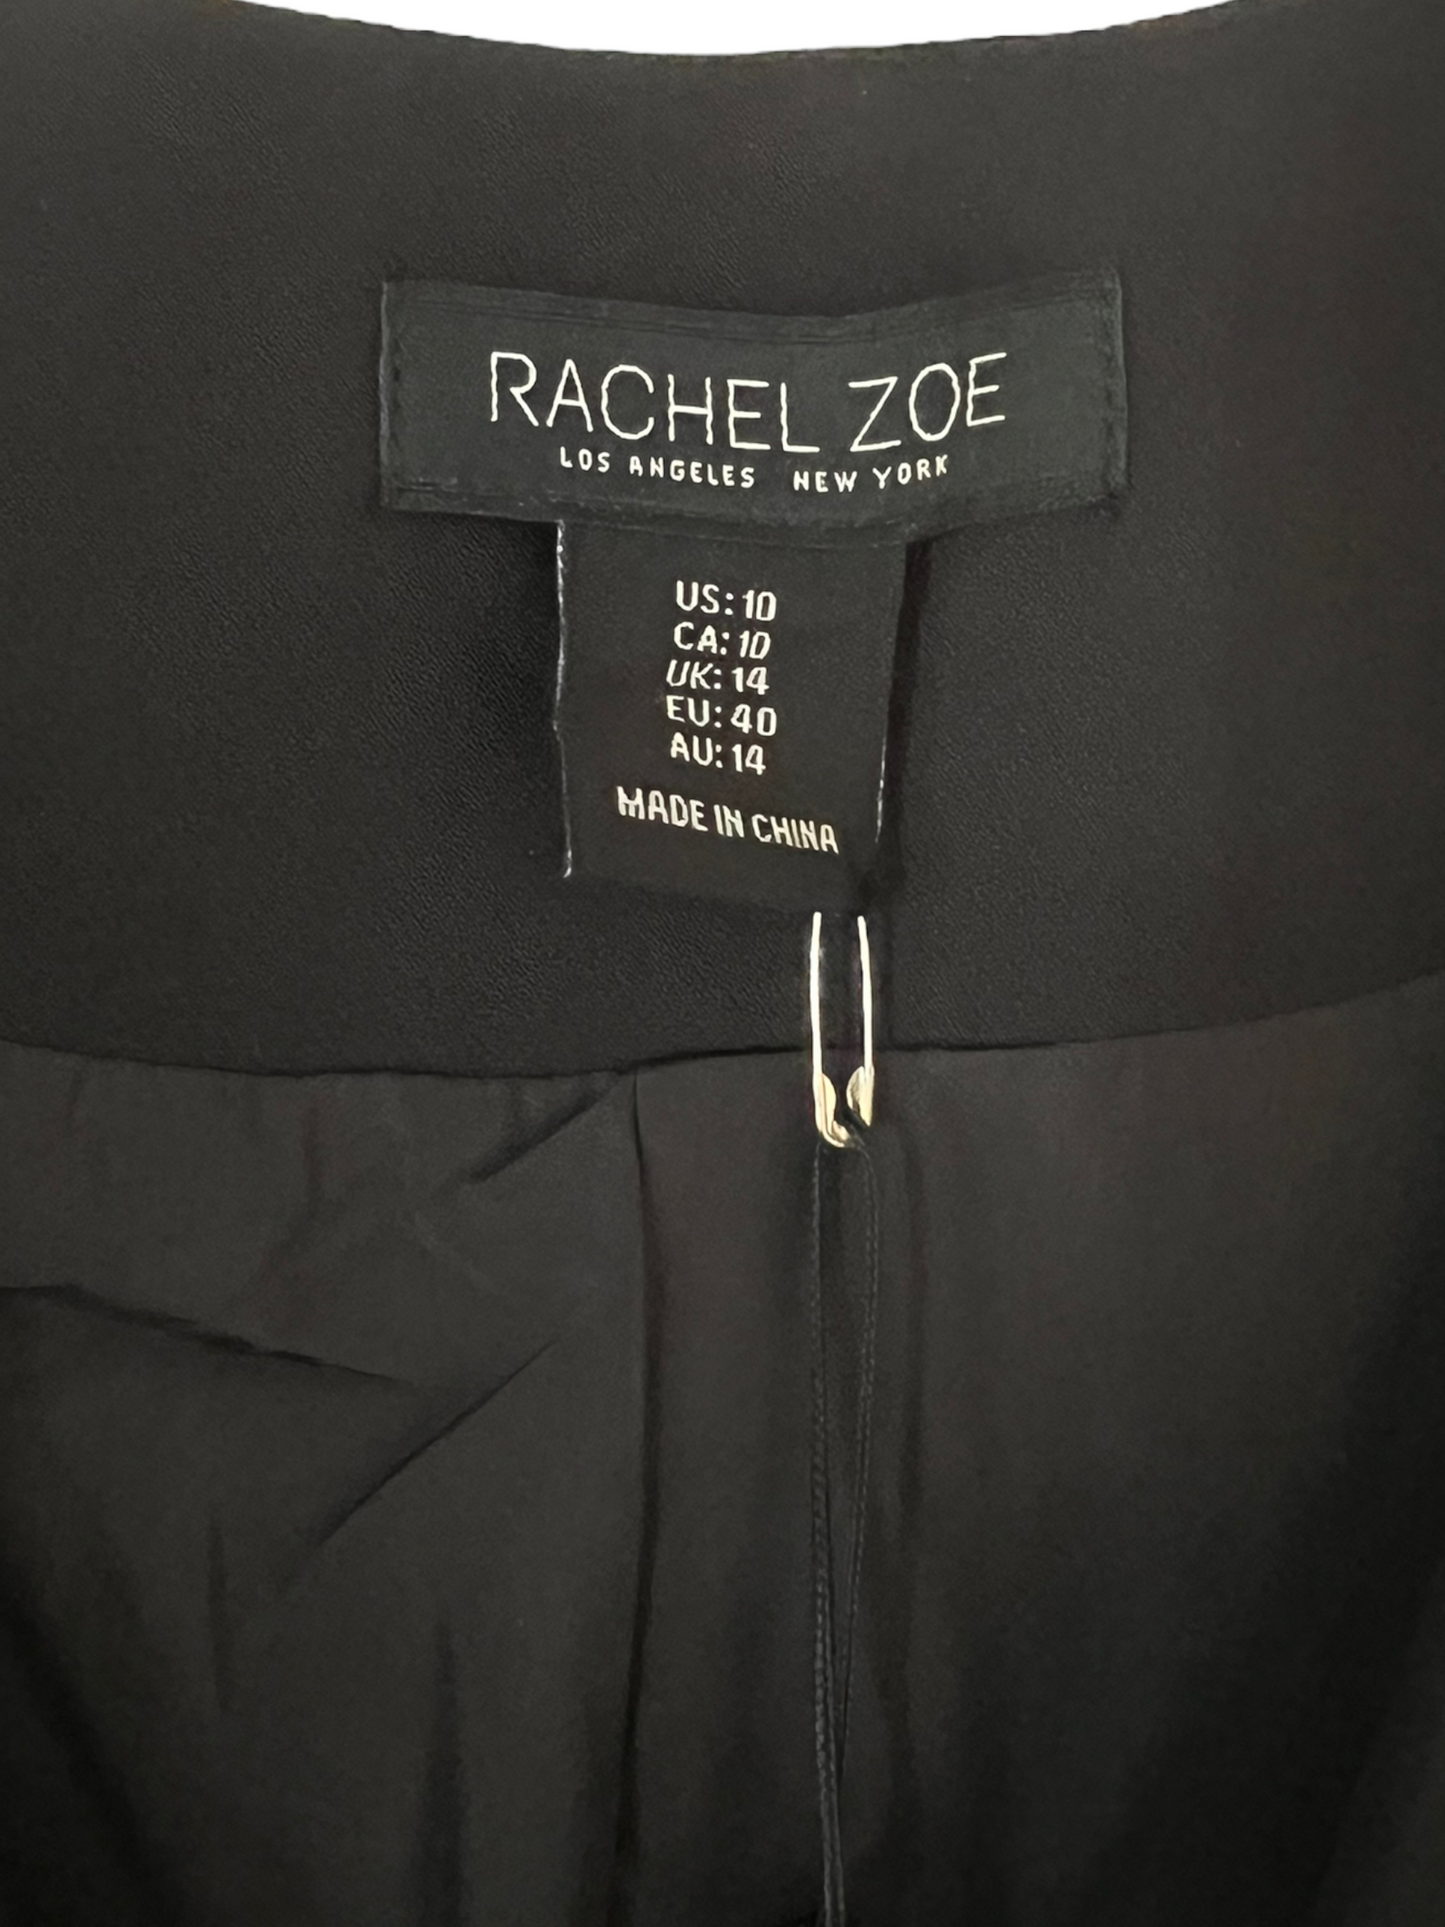 RACHEL ZOE
LOS ANGELES NEW YORK
US: 10
CA: 10
UK: 14
EU: 40
AU: 14
MADE IN CHINA